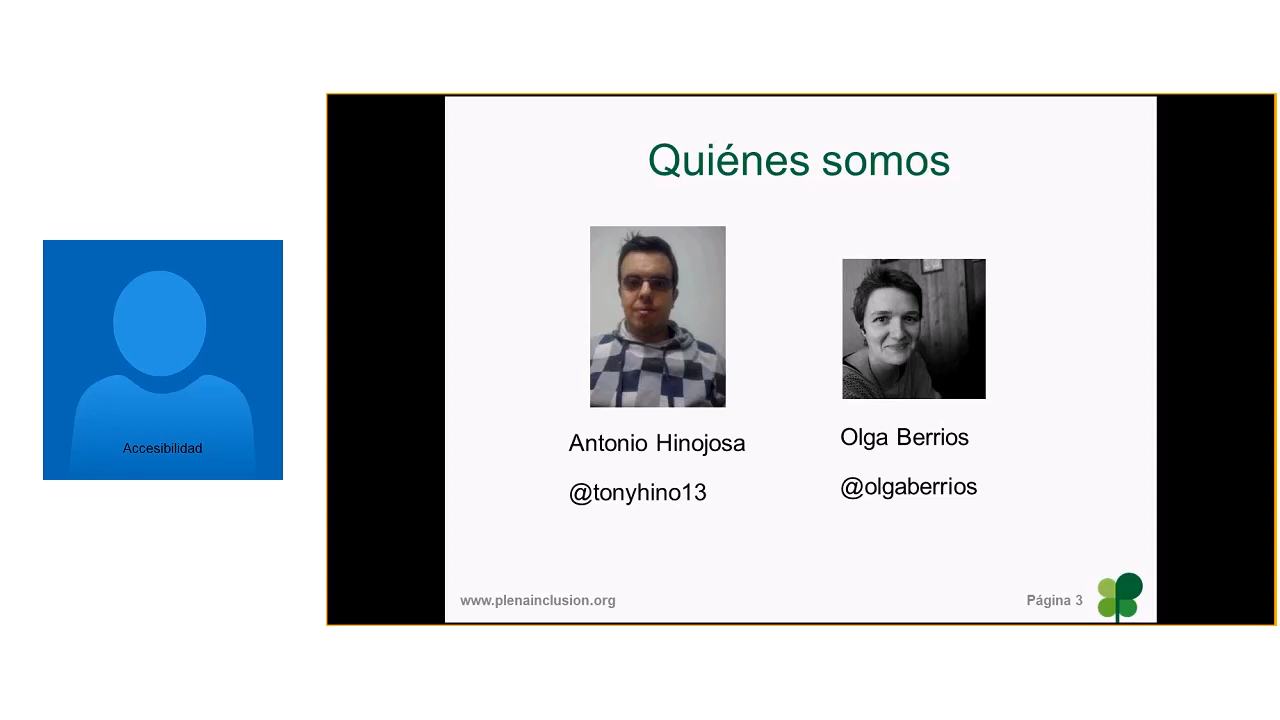 Quiénes somos
Accesibilidad
Antonio Hinojosa
@tonyhino13
Olga Berrios
@olgaberrios
www.plenainclusion.org
Página 3